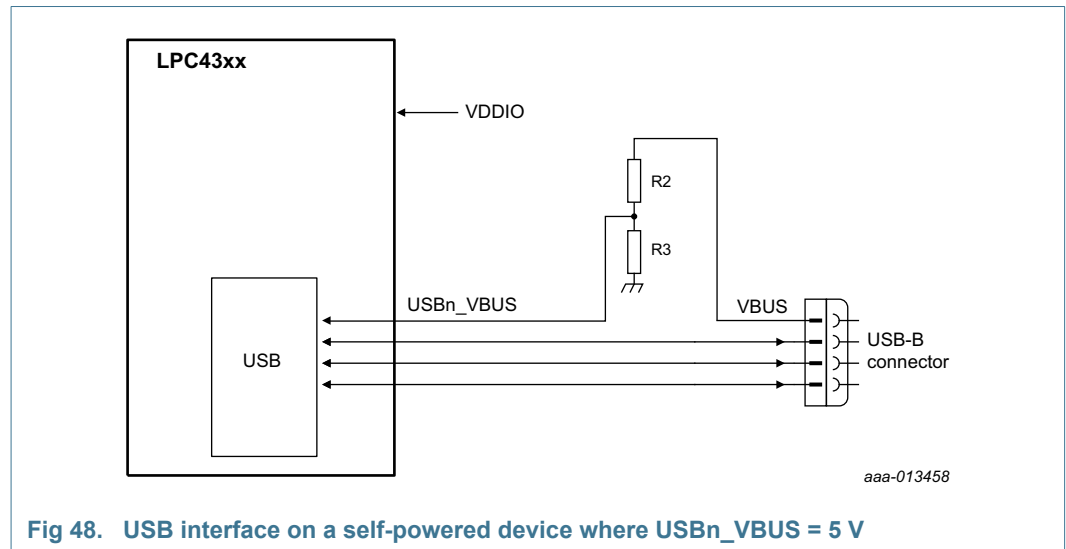 LPC43xx
VDDIO
R2
R3
USBn_VBUS
VBUS
USB
USB-B
connector
aaa-013458
Fig 48. USB interface on a self-powered device where USBn_VBUS = 5 V